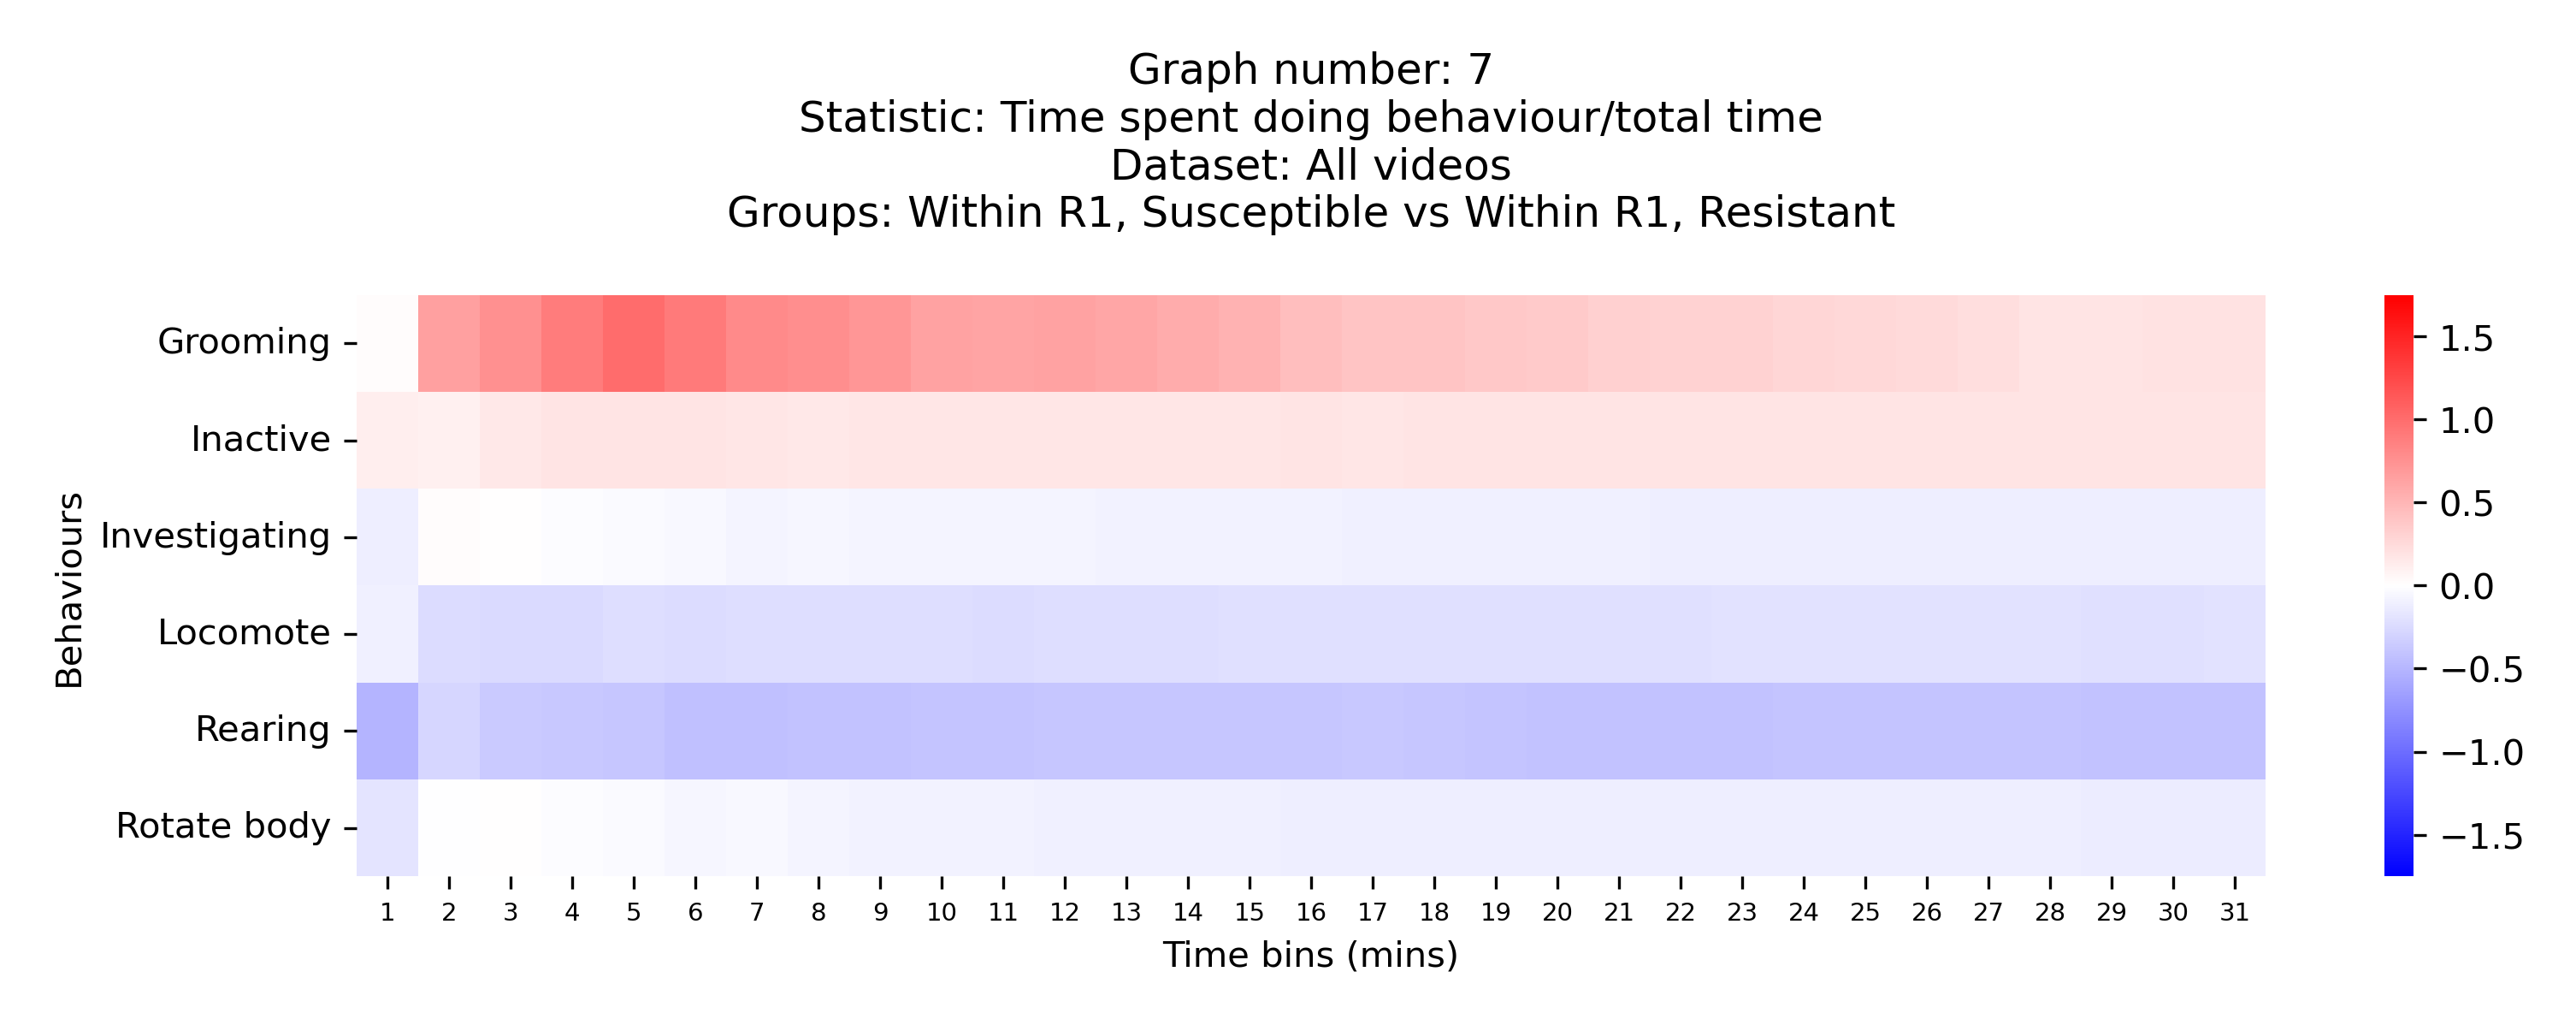 Graph number: 7
Statistic: Time spent doing behaviour/total time
Dataset: All videos
Groups: Within R1, Susceptible vs Within R1, Resistant
Behaviours
Grooming
Inactive
Investigating
Locomote
Rearing
Rotate body
1 2 3 4 5 6 7 8 9 10 11 12 13 14 15 16 17 18 19 20 21 22 23 24 25 26 27 28 29 30 31
Time bins (mins)
1.5
1.0
0.5
0.0
−0.5
−1.0
−1.5